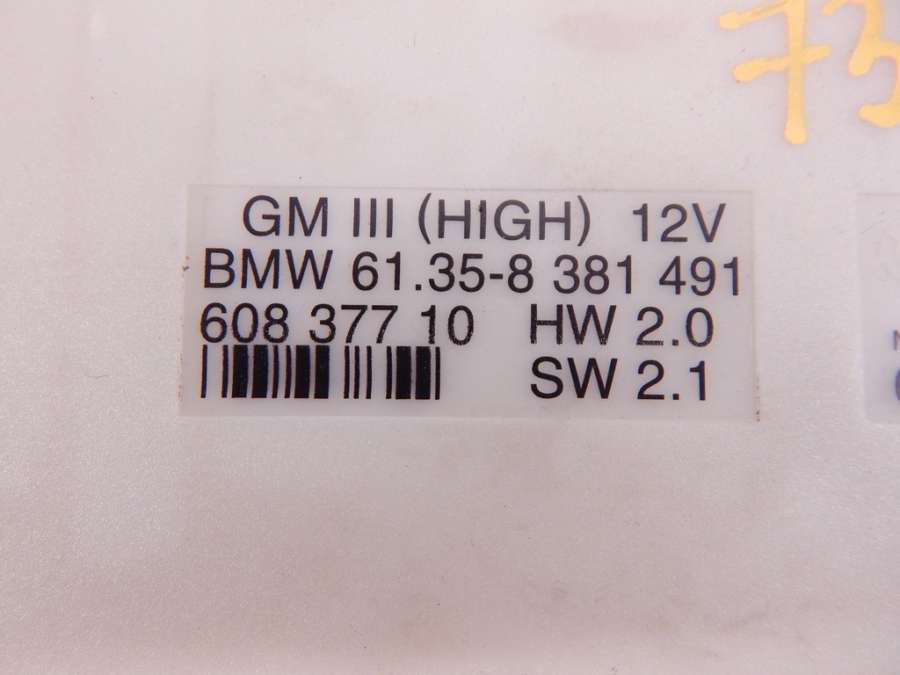 73
GM III (HIGH) 12V
BMW 61.35-8 381 491
608 377 10 HW 2.0
SW 2.1